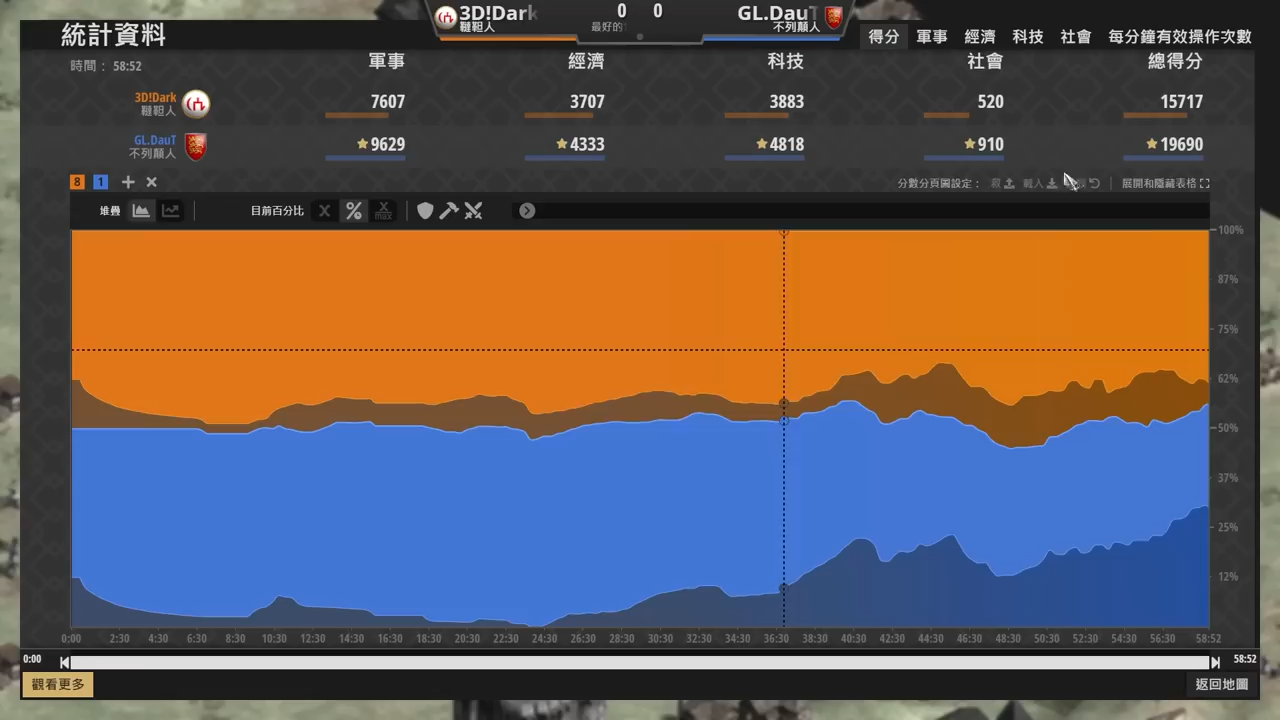 3D!Dark 0 0 GL.DauT
韃靼人 最好的 不列顛人
統計資料 得分 軍事 經濟 科技 社會 每分鐘有效操作次數
時間： 58:52 軍事 經濟 科技 社會 總得分
3D!Dark 7607 3707 3883 520 15717
韃靼人
GL.DauT 9629 4333 4818 910 19690
不列顛人
8 1 分數分頁圖設定： 載入 展開和隱藏表格
堆疊 目前百分比 X % X max
100%
87%
75%
62%
50%
37%
25%
12%
0:00 2:30 4:30 6:30 8:30 10:30 12:30 14:30 16:30 18:30 20:30 22:30 24:30 26:30 28:30 30:30 32:30 34:30 36:30 38:30 40:30 42:30 44:30 46:30 48:30 50:30 52:30 54:30 56:30 58:52
0:00 58:52
觀看更多 返回地圖